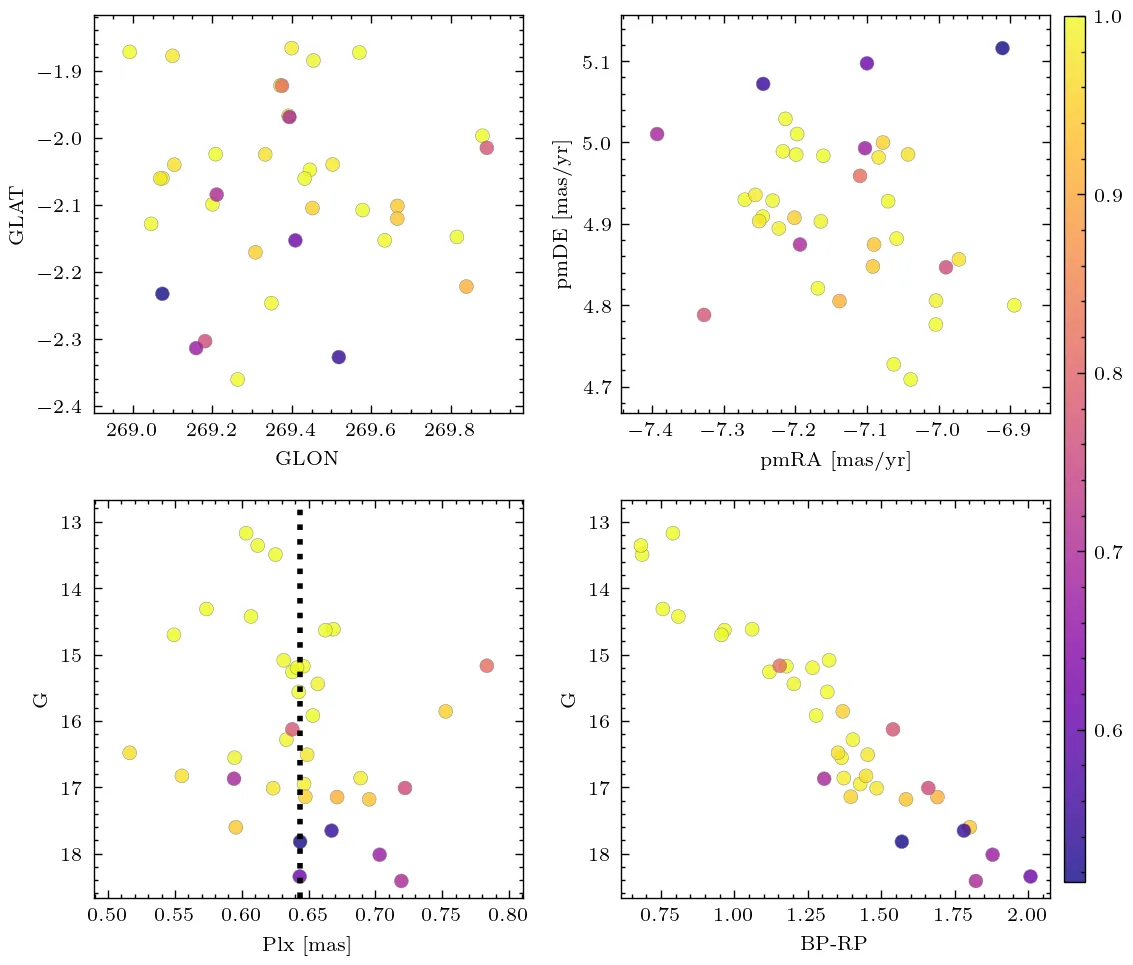 GLAT
−1.9
−2.0
−2.1
−2.2
−2.3
−2.4
269.0 269.2 269.4 269.6 269.8
GLON
pmDE [mas/yr]
5.1
5.0
4.9
4.8
4.7
−7.4 −7.3 −7.2 −7.1 −7.0 −6.9
pmRA [mas/yr]
1.0
0.9
0.8
0.7
0.6
G
13
14
15
16
17
18
0.50 0.55 0.60 0.65 0.70 0.75 0.80
Plx [mas]
G
13
14
15
16
17
18
0.75 1.00 1.25 1.50 1.75 2.00
BP-RP